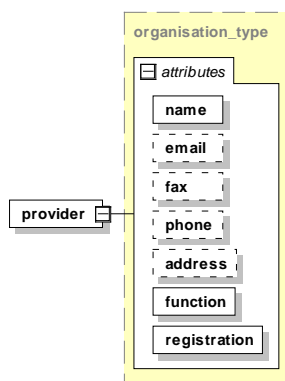 organisation_type
attributes
name
email
fax
phone
address
function
registration
provider